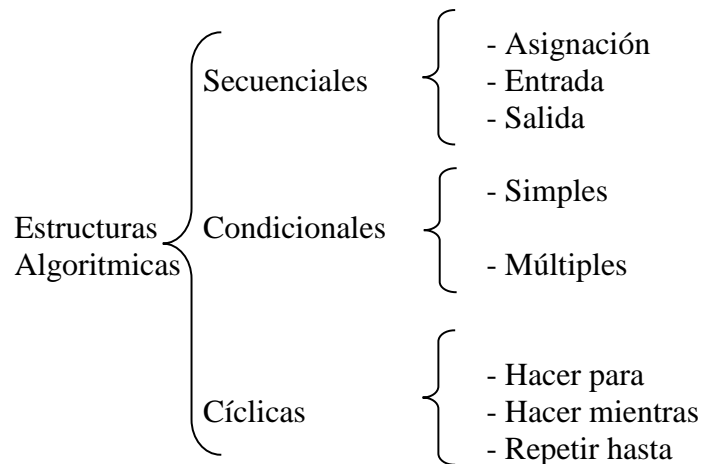 - Asignación
Secuenciales
- Entrada
- Salida
- Simples
Estructuras
Algoritmicas
Condicionales
- Múltiples
- Hacer para
Cíclicas
- Hacer mientras
- Repetir hasta